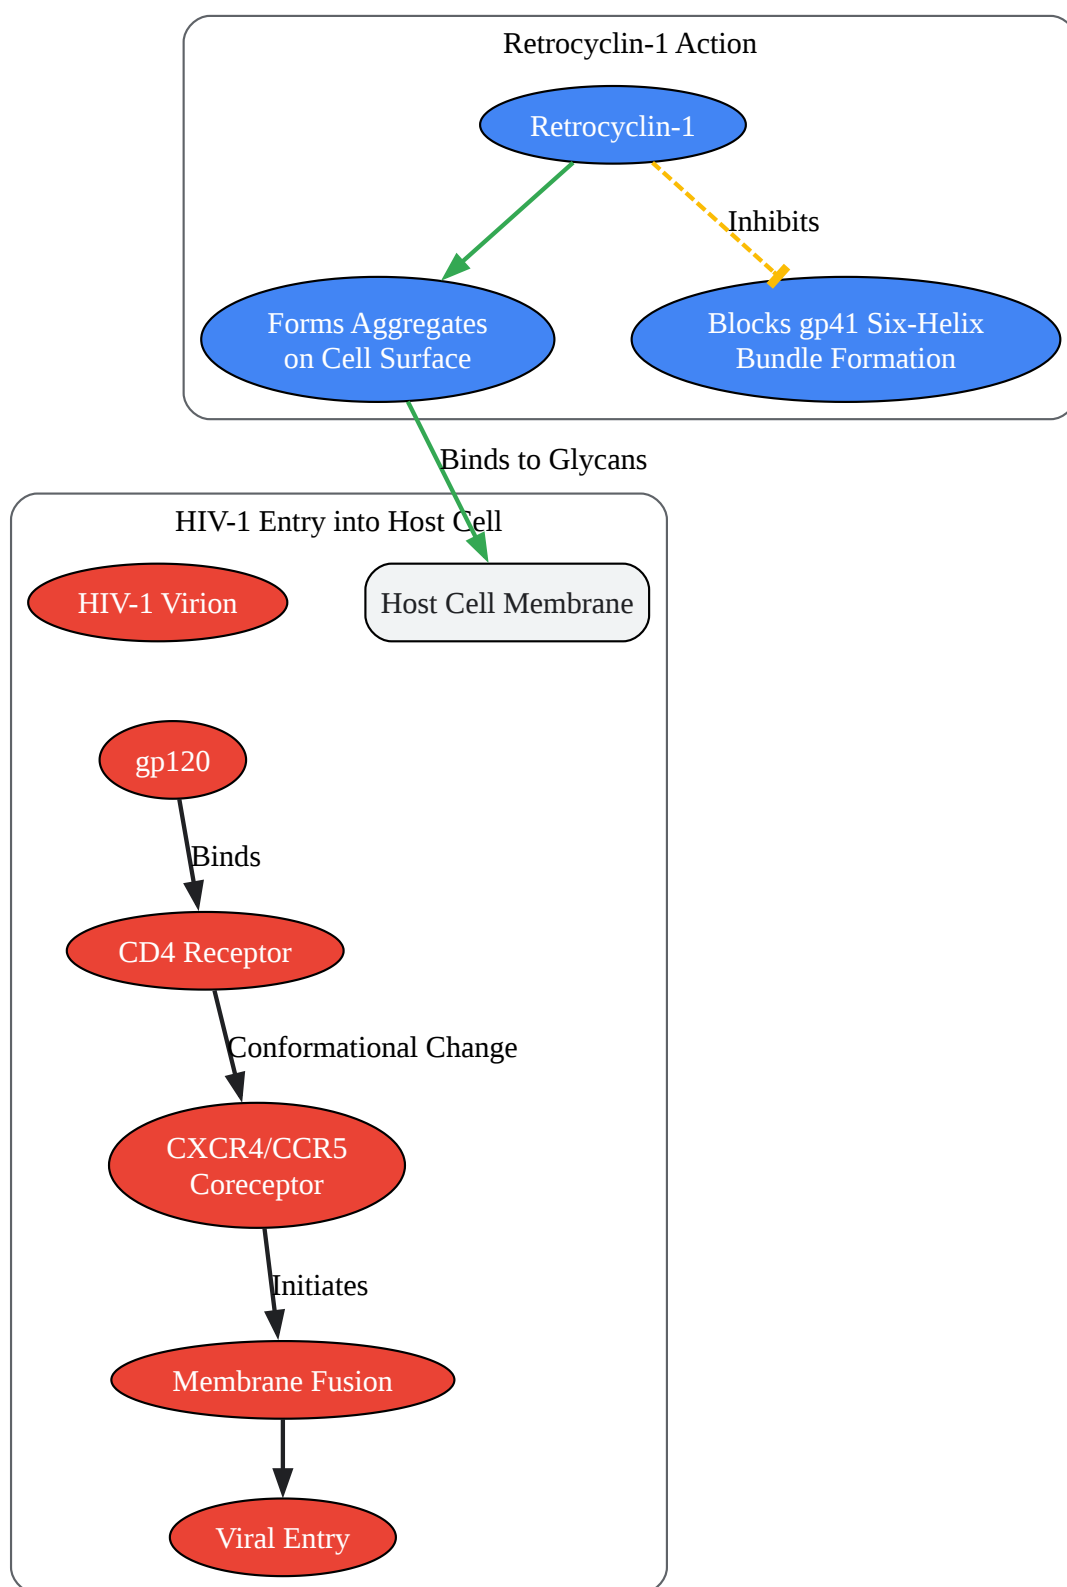 Retrocyclin-1 Action
Retrocyclin-1
Inhibits
Forms Aggregates
on Cell Surface
Blocks gp41 Six-Helix
Bundle Formation
Binds to Glycans
HIV-1 Entry into Host Cell
HIV-1 Virion
Host Cell Membrane
gp120
Binds
CD4 Receptor
Conformational Change
CXCR4/CCR5
Coreceptor
Initiates
Membrane Fusion
Viral Entry